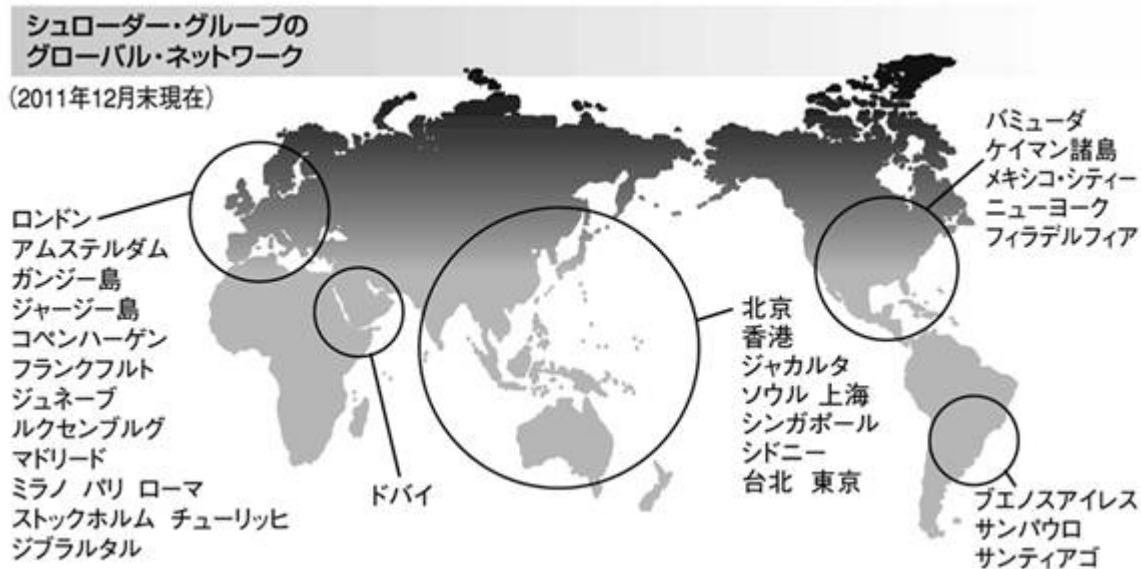 シュローダー・グループの
グローバル・ネットワーク
(2011年12月末現在)
ロンドン
アムステルダム
ガンジー島
ジャージー島
コペンハーゲン
フランクフルト
ジュネーブ
ルクセンブルグ
マドリード
ミラノ パリ ローマ
ストックホルム チューリッヒ
ジブラルタル
ドバイ
北京
香港
ジャカルタ
ソウル 上海
シンガポール
シドニー
台北 東京
バミューダ
ケイマン諸島
メキシコ・シティー
ニューヨーク
フィラデルフィア
ブエノスアイレス
サンパウロ
サンティアゴ